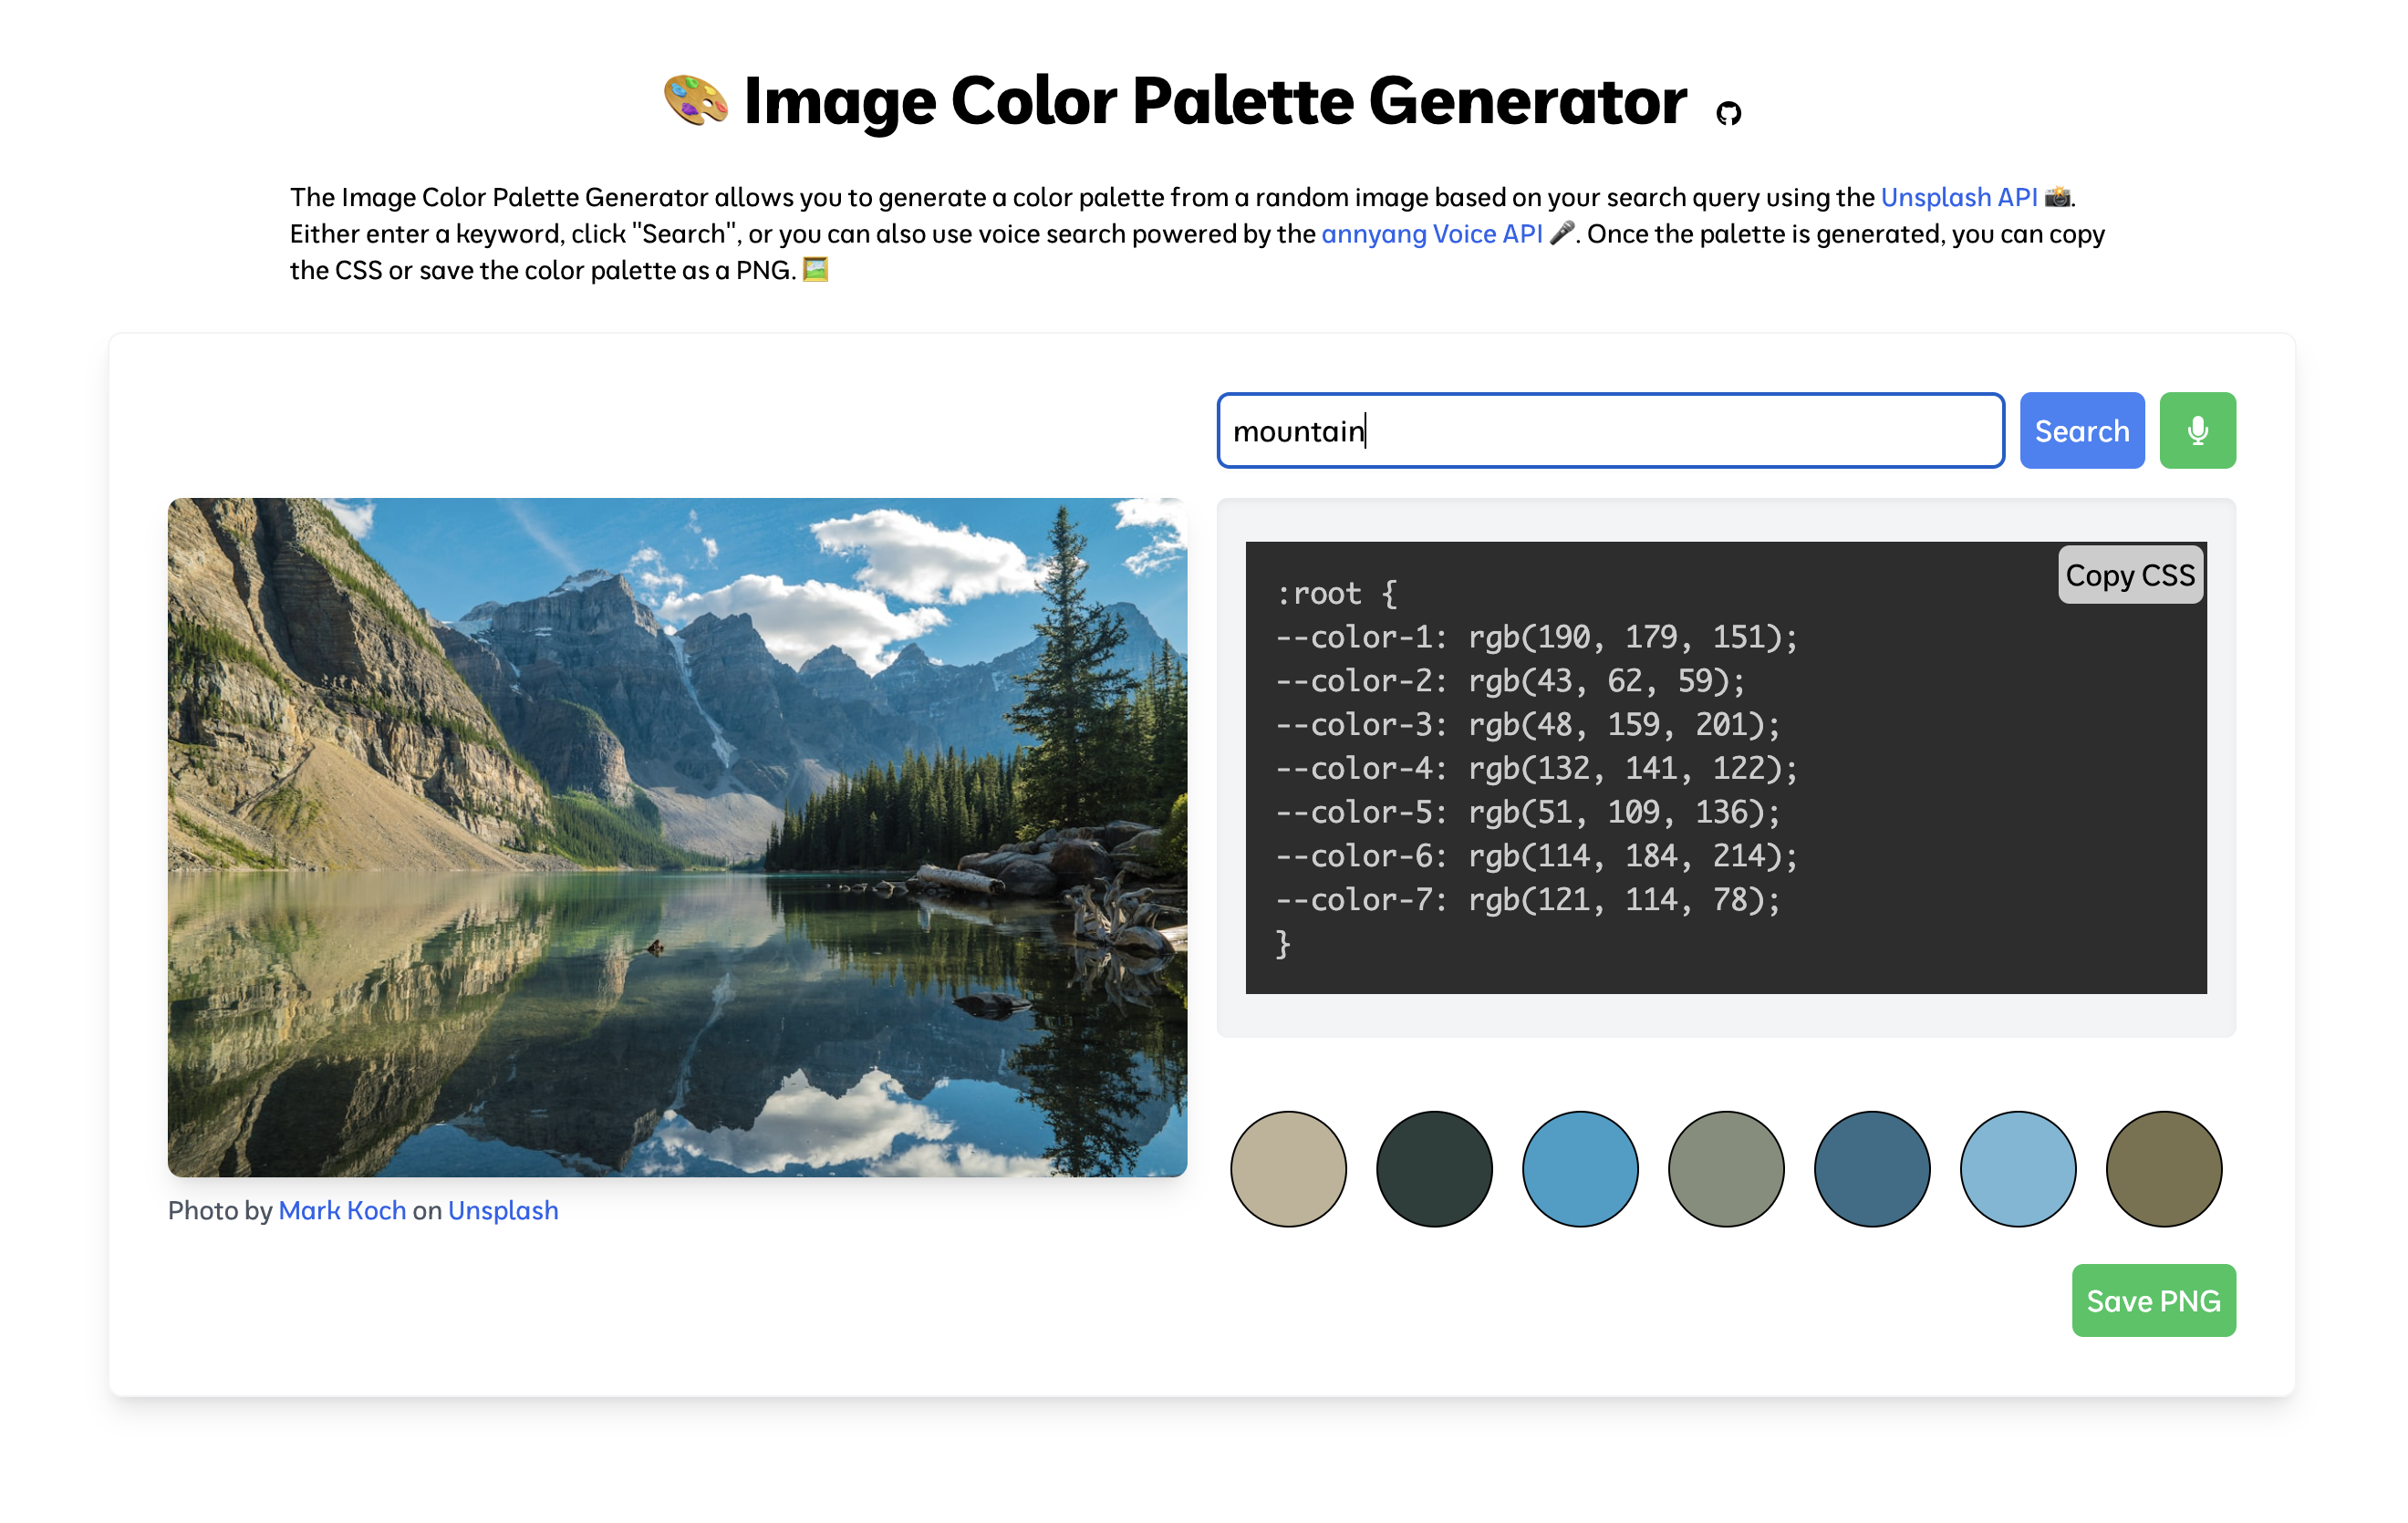 🎨 Image Color Palette Generator
The Image Color Palette Generator allows you to generate a color palette from a random image based on your search query using the Unsplash API 📸.
Either enter a keyword, click "Search", or you can also use voice search powered by the annyang Voice API 🎤. Once the palette is generated, you can copy
the CSS or save the color palette as a PNG. 🖼️
mountain
Search
Copy CSS
:root {
--color-1: rgb(190, 179, 151);
--color-2: rgb(43, 62, 59);
--color-3: rgb(48, 159, 201);
--color-4: rgb(132, 141, 122);
--color-5: rgb(51, 109, 136);
--color-6: rgb(114, 184, 214);
--color-7: rgb(121, 114, 78);
}
Photo by Mark Koch on Unsplash
Save PNG